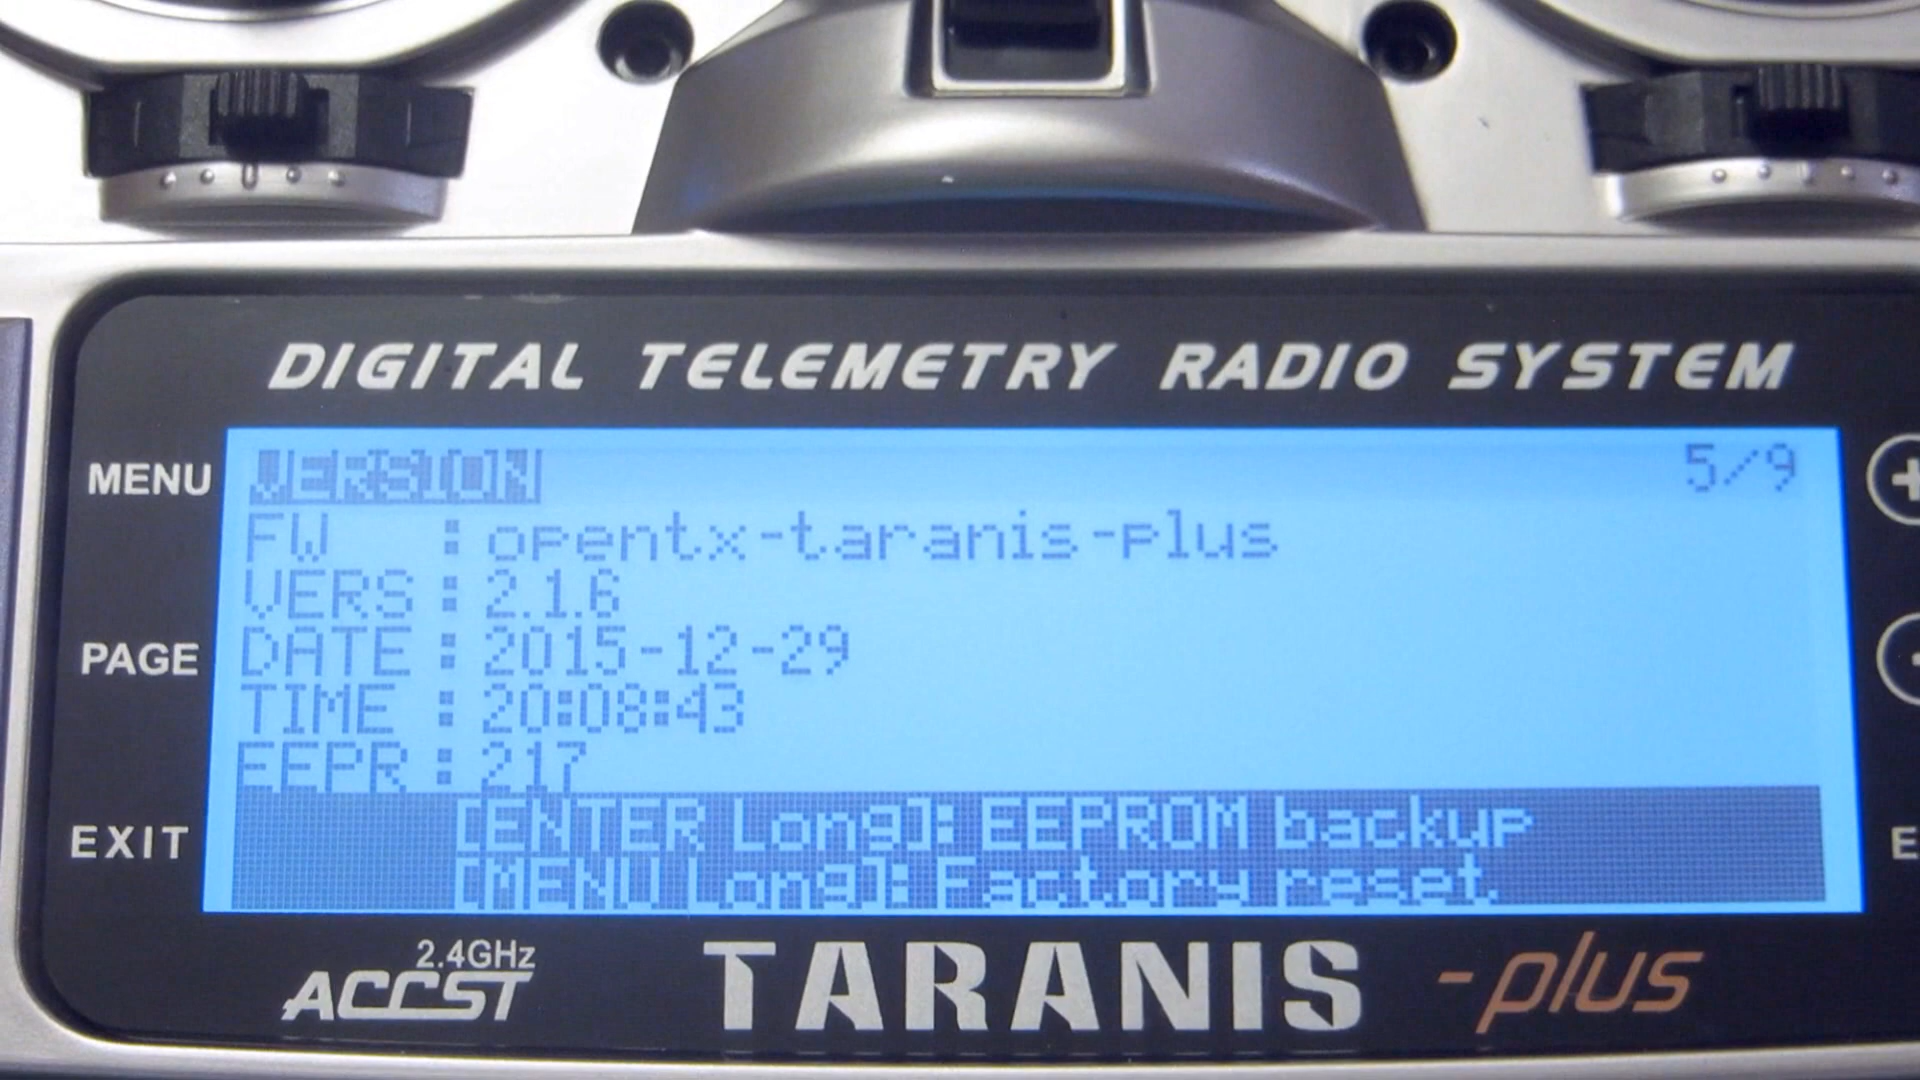 DIGITAL TELEMETRY RADIO SYSTEM
MENU
VERSION 5/9
FW : opentx-taranis-plus
VERS : 2.1.6
PAGE
DATE : 2015-12-29
TIME : 20:08:43
EEPR : 217
EXIT
[ENTER Long]: EEPROM backup
[MENU Long]: Factory reset
2.4GHz
ACCST
TARANIS -plus